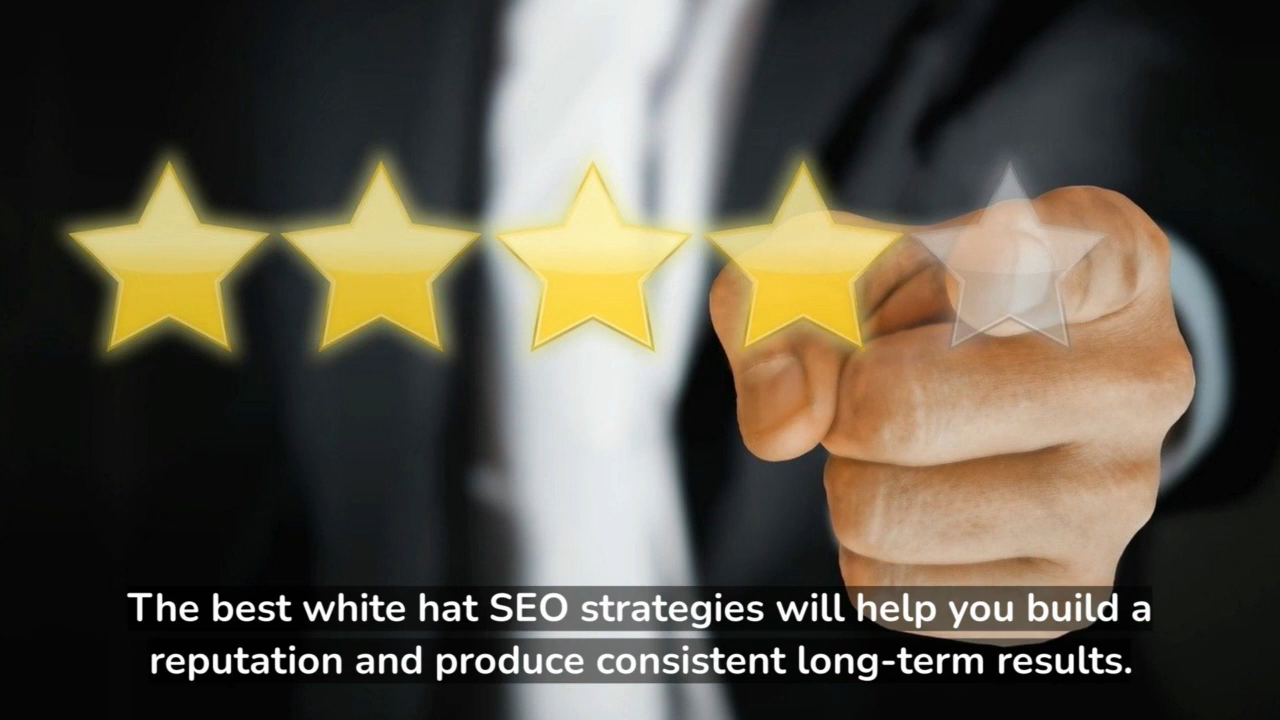 The best white hat SEO strategies will help you build a
reputation and produce consistent long-term results.